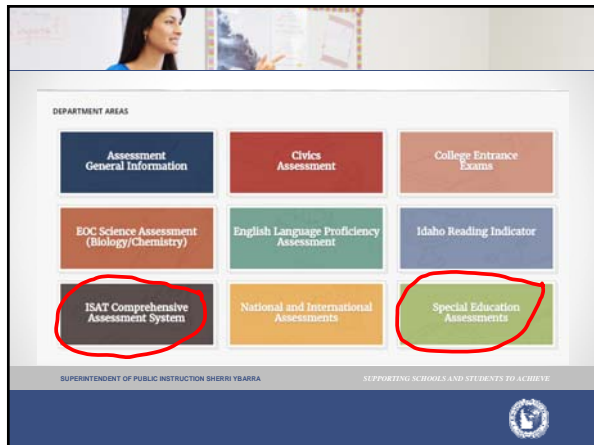 DEPARTMENT AREAS
Assessment
General Information
Civics
Assessment
College Entrance
Exams
EOC Science Assessment
(Biology/Chemistry)
English Language Proficiency
Assessment
Idaho Reading Indicator
ISAT Comprehensive
Assessment System
National and International
Assessments
Special Education
Assessments
SUPERINTENDENT OF PUBLIC INSTRUCTION SHERRI YBARRA
SUPPORTING SCHOOLS AND STUDENTS TO ACHIEVE